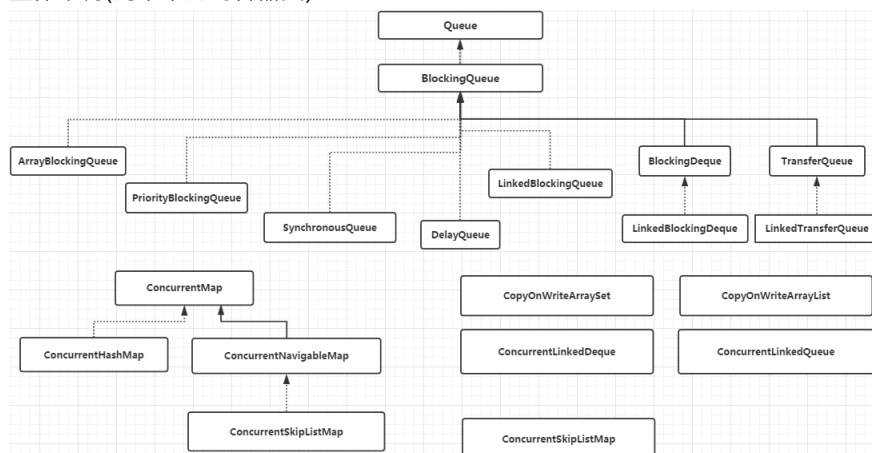 Queue
BlockingQueue
ArrayBlockingQueue
BlockingDeque
TransferQueue
PriorityBlockingQueue
LinkedBlockingQueue
SynchronousQueue
DelayQueue
LinkedBlockingDeque
LinkedTransferQueue
ConcurrentMap
CopyOnWriteArraySet
CopyOnWriteArrayList
ConcurrentHashMap
ConcurrentNavigableMap
ConcurrentLinkedDeque
ConcurrentLinkedQueue
ConcurrentSkipListMap
ConcurrentSkipListMap